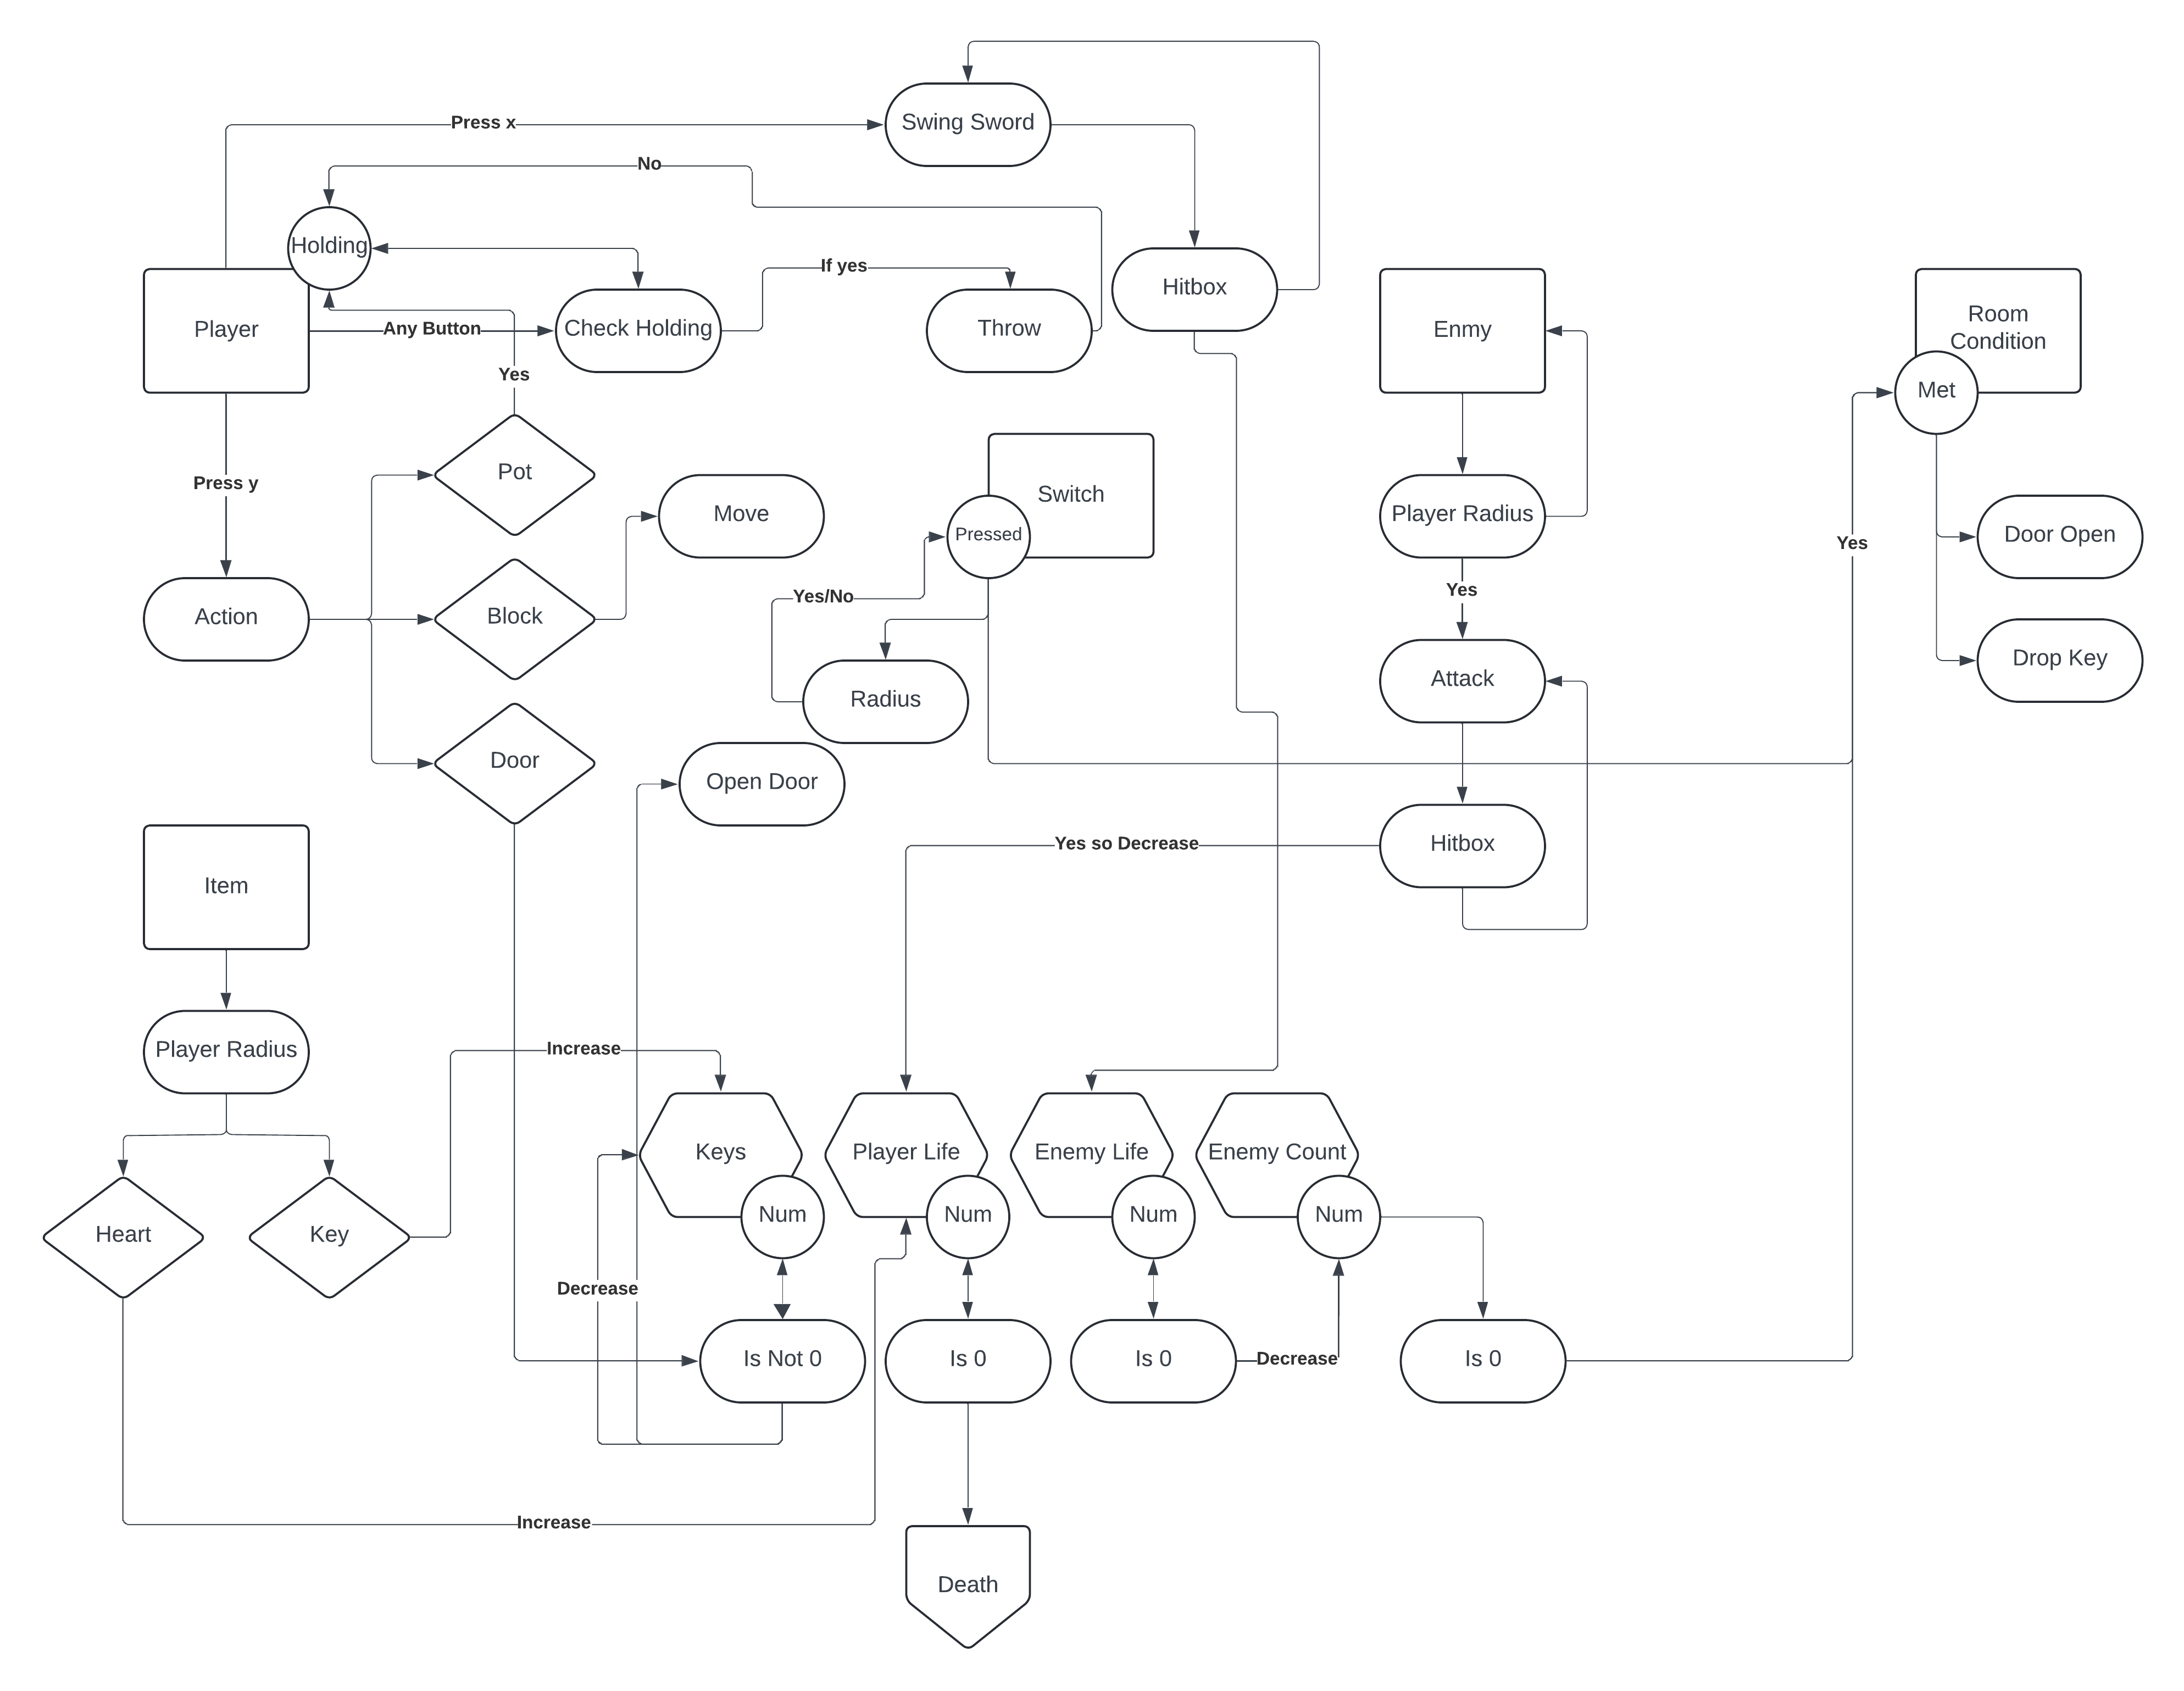 Swing Sword
Press x
No
Holding
If yes
Hitbox
Player
Any Button
Check Holding
Throw
Enmy
Room
Condition
Met
Yes
Pot
Press y
Move
Switch
Pressed
Player Radius
Door Open
Yes
Yes/No
Yes
Action
Block
Radius
Attack
Drop Key
Door
Open Door
Hitbox
Yes so Decrease
Item
Player Radius
Increase
Keys
Player Life
Enemy Life
Enemy Count
Num
Num
Num
Num
Heart
Key
Decrease
Is Not 0
Is 0
Is 0
Decrease
Is 0
Increase
Death